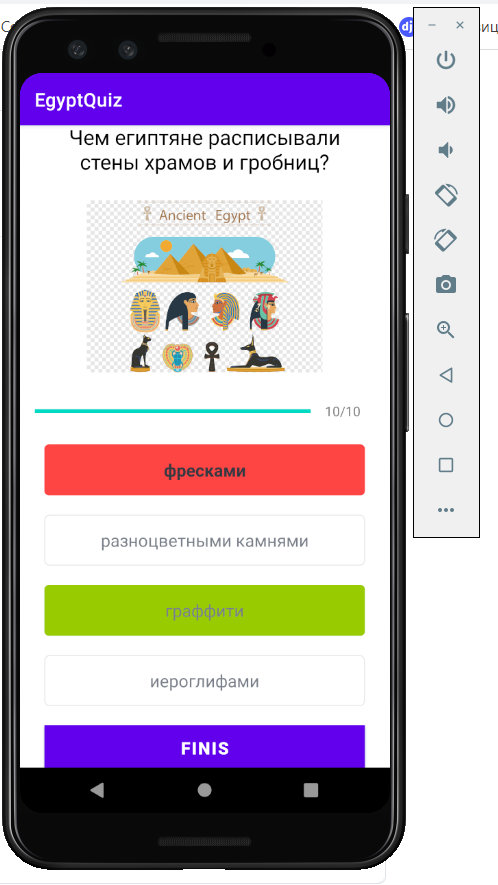 EgyptQuiz
Чем египтяне расписывали
стены храмов и гробниц?
Ancient Egypt
10/10
фресками
разноцветными камнями
граффити
иероглифами
FINIS